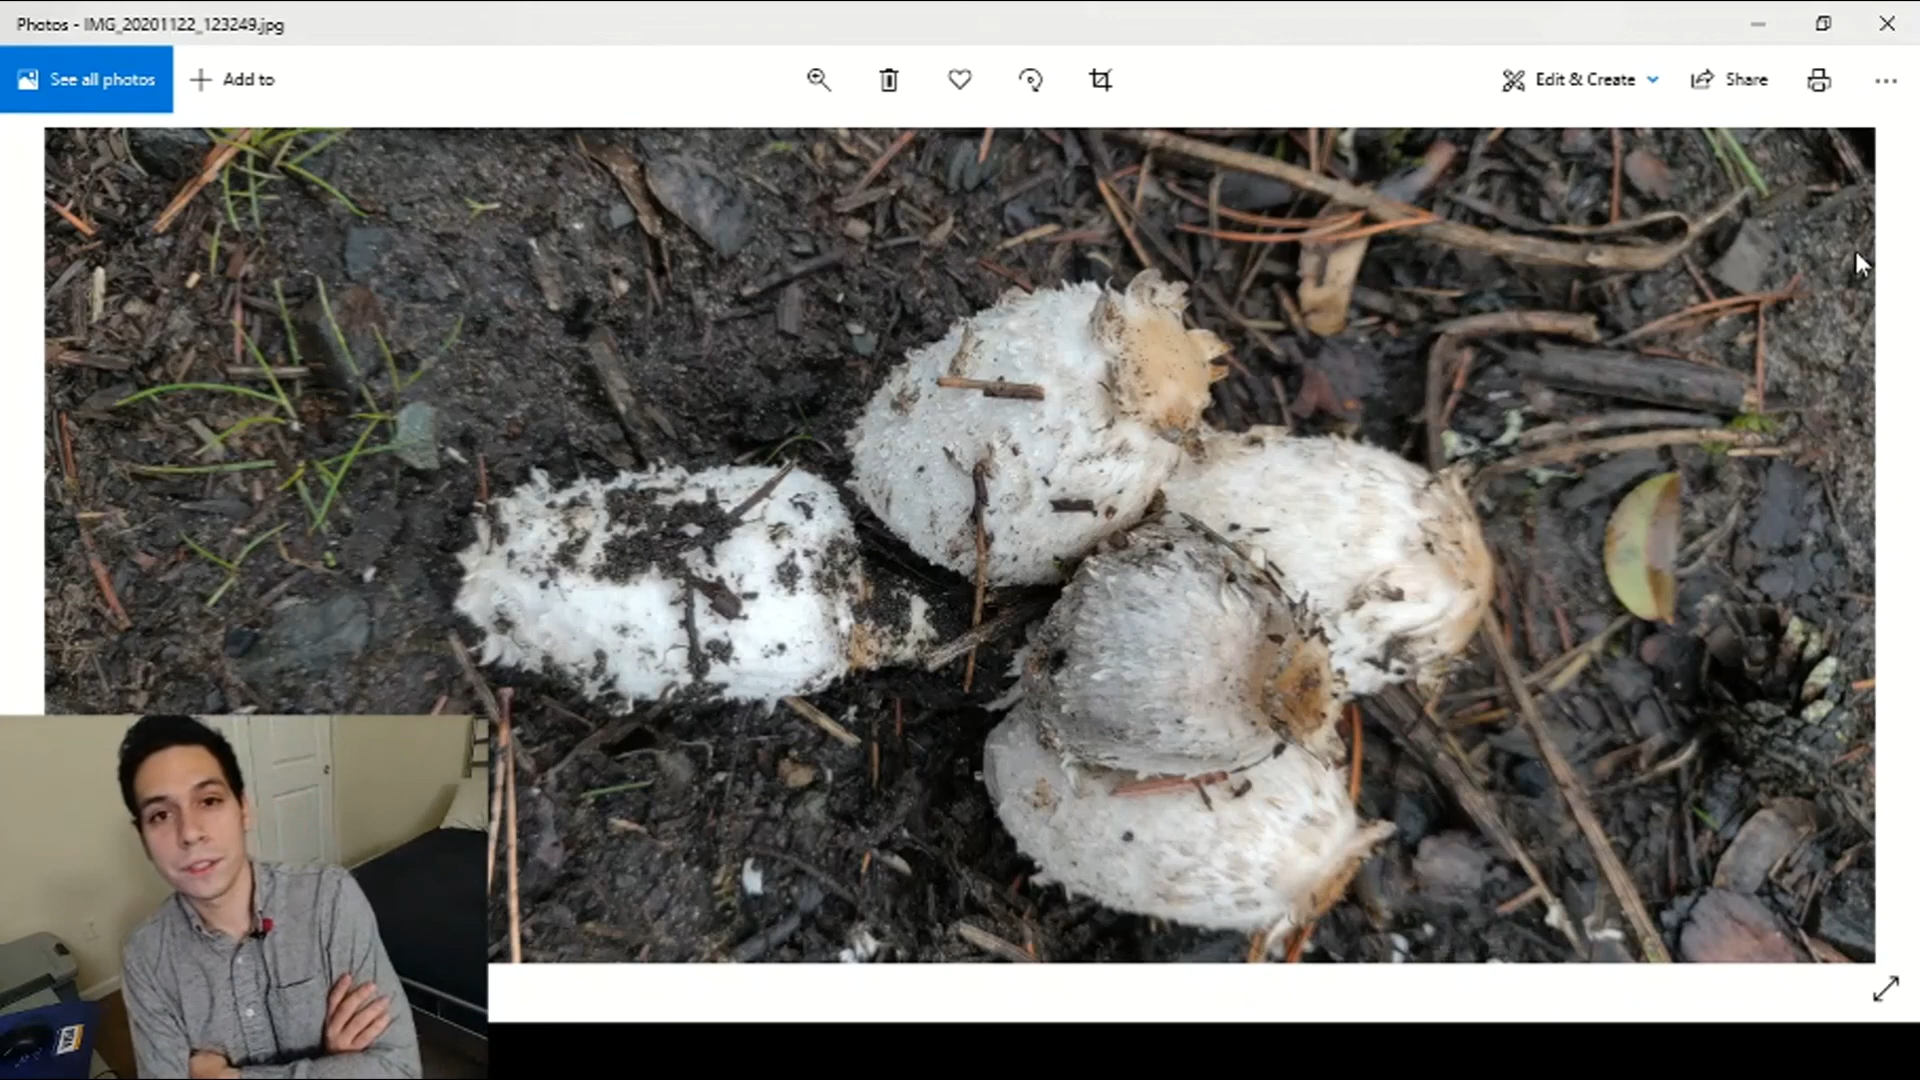 Photos - IMG_20201122_123249.jpg
See all photos
Add to
Edit & Create
Share